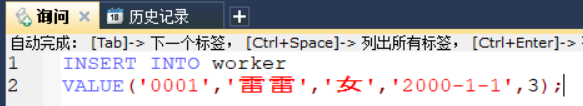 询问 × 历史记录 +
自动完成： [Tab]-> 下一个标签， [Ctrl+Space]-> 列出所有标签， [Ctrl+Enter]->
1 INSERT INTO worker
2 VALUE('0001','雷雷','女','2000-1-1',3);